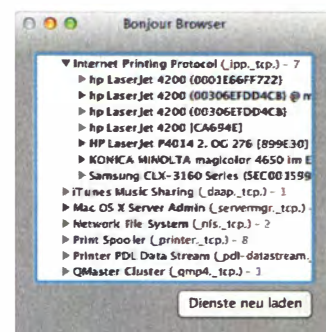 Bonjour Browser
Internet Printing Protocol (_ipp._tcp.) - 7
hp LaserJet 4200 (0001E66FF722)
hp LaserJet 4200 (00306EFDD4CB) @ m
hp LaserJet 4200 (00306EFDD4CB)
hp LaserJet 4200 [CA694E]
HP LaserJet P4014 2. OG 276 [899E30]
KONICA MINOLTA magicolor 4650 im E
Samsung CLX-3160 Series (SEC001599
iTunes Music Sharing (_daap._tcp.) - 1
Mac OS X Server Admin (_servermgr._tcp.) -
Network File System (_nfs._tcp.) - 2
Print Spooler (_printer._tcp.) - 8
Printer PDL Data Stream (_pdl-datastream.
QMaster Cluster (_qmp4._tcp.) - 1
Dienste neu laden